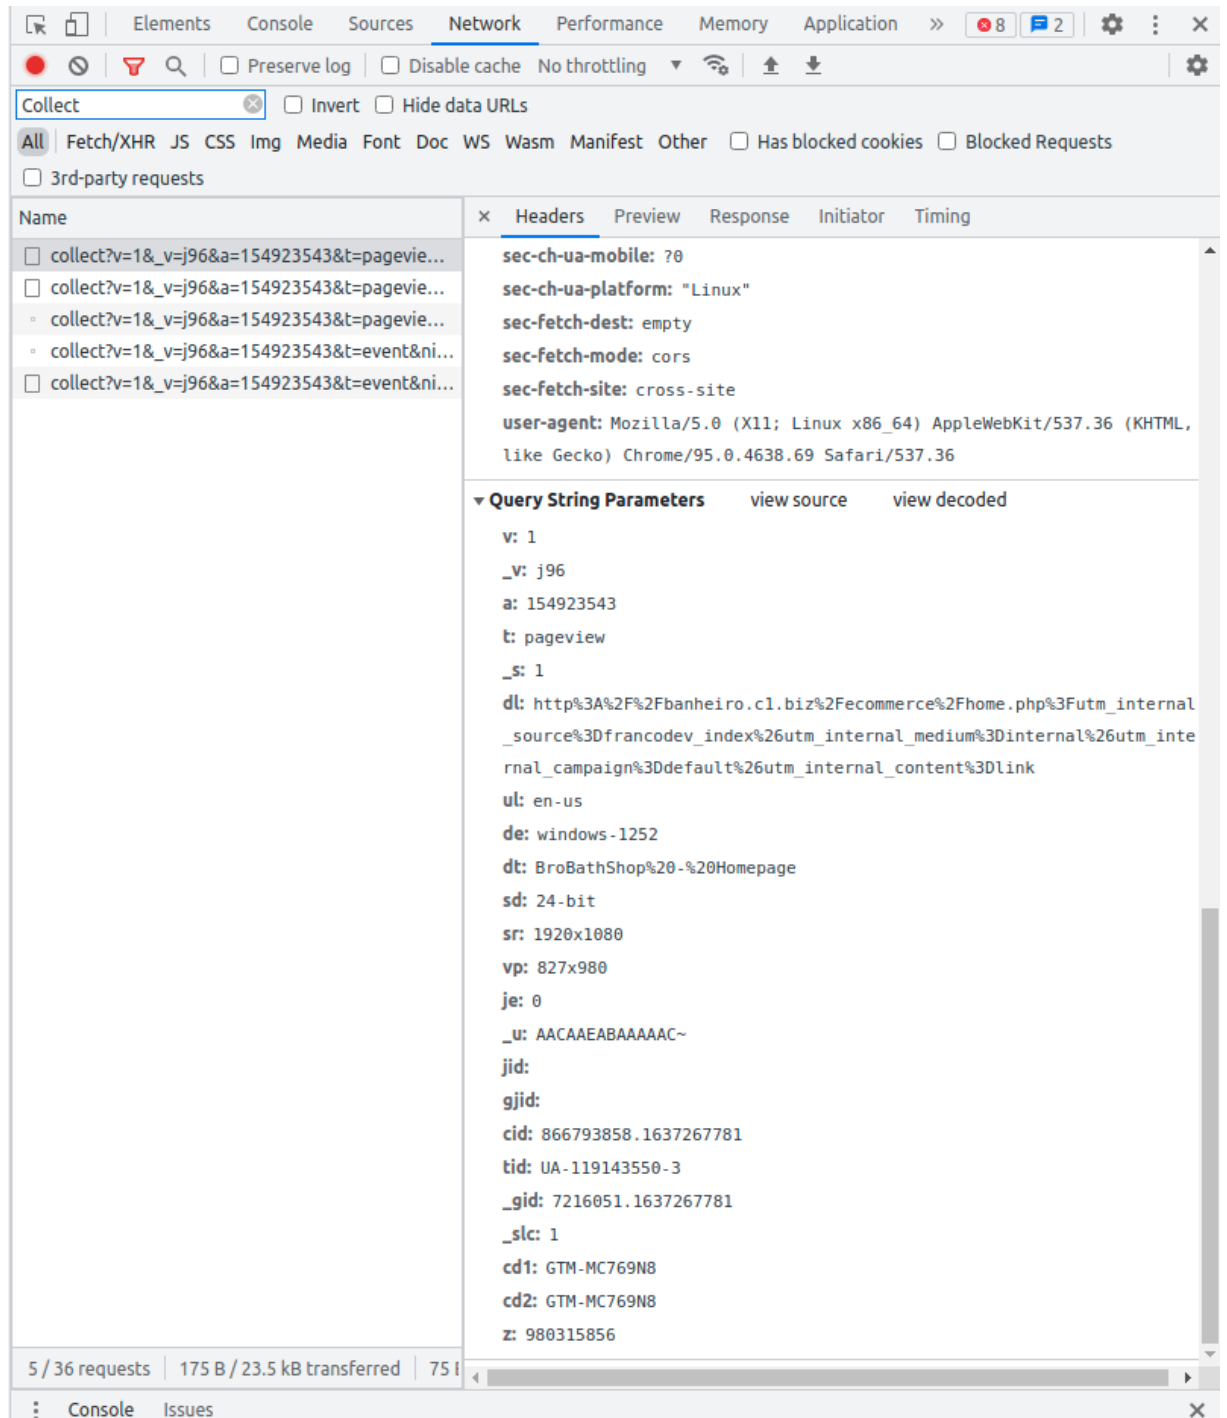 Elements Console Sources Network Performance Memory Application » 8 2
Preserve log Disable cache No throttling
Collect Invert Hide data URLs
All Fetch/XHR JS CSS Img Media Font Doc WS Wasm Manifest Other Has blocked cookies Blocked Requests
3rd-party requests
Name
collect?v=1&_v=j96&a=154923543&t=pagevie...
collect?v=1&_v=j96&a=154923543&t=pagevie...
collect?v=1&_v=j96&a=154923543&t=pagevie...
collect?v=1&_v=j96&a=154923543&t=event&ni...
collect?v=1&_v=j96&a=154923543&t=event&ni...
Headers Preview Response Initiator Timing
sec-ch-ua-mobile: ?0
sec-ch-ua-platform: "Linux"
sec-fetch-dest: empty
sec-fetch-mode: cors
sec-fetch-site: cross-site
user-agent: Mozilla/5.0 (X11; Linux x86_64) AppleWebKit/537.36 (KHTML,
like Gecko) Chrome/95.0.4638.69 Safari/537.36
Query String Parameters view source view decoded
v: 1
_v: j96
a: 154923543
t: pageview
_s: 1
dl: http%3A%2F%2Fbanheiro.c1.biz%2Fecommerce%2Fhome.php%3Futm_internal
_source%3Dfrancodev_index%26utm_internal_medium%3Dinternal%26utm_inte
rnal_campaign%3Ddefault%26utm_internal_content%3Dlink
ul: en-us
de: windows-1252
dt: BroBathShop%20-%20Homepage
sd: 24-bit
sr: 1920x1080
vp: 827x980
je: 0
_u: AACAAEABAAAAAC~
jid:
gjid:
cid: 866793858.1637267781
tid: UA-119143550-3
_gid: 7216051.1637267781
_slc: 1
cd1: GTM-MC769N8
cd2: GTM-MC769N8
z: 980315856
5 / 36 requests 175 B / 23.5 kB transferred 75
Console Issues